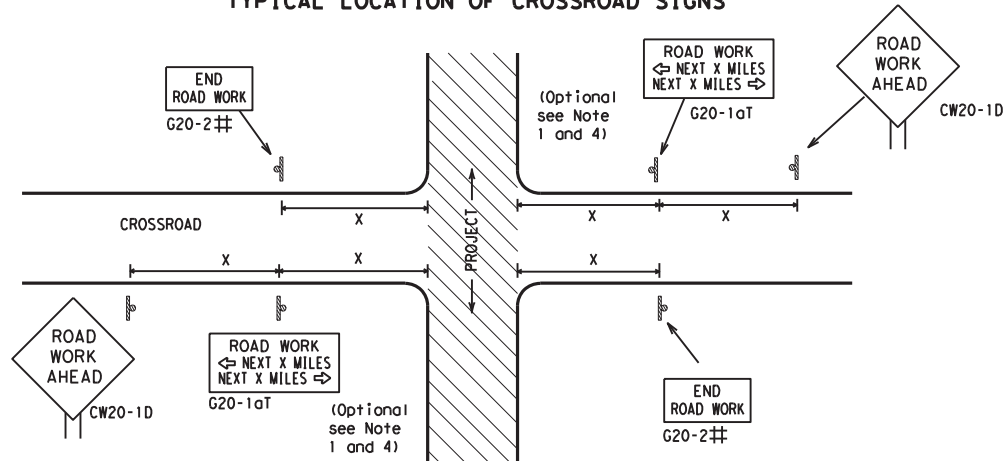 TYPICAL LOCATION OF CROSSROAD SIGNS
END
ROAD WORK
G20-2#
(Optional
see Note
1 and 4)
ROAD WORK
⇦ NEXT X MILES
NEXT X MILES ⇨
G20-1aT
ROAD
WORK
AHEAD
CW20-1D
X
X
X
CROSSROAD
PROJECT
X
X
X
ROAD
WORK
AHEAD
CW20-1D
ROAD WORK
⇦ NEXT X MILES
NEXT X MILES ⇨
G20-1aT
(Optional
see Note
1 and 4)
END
ROAD WORK
G20-2#